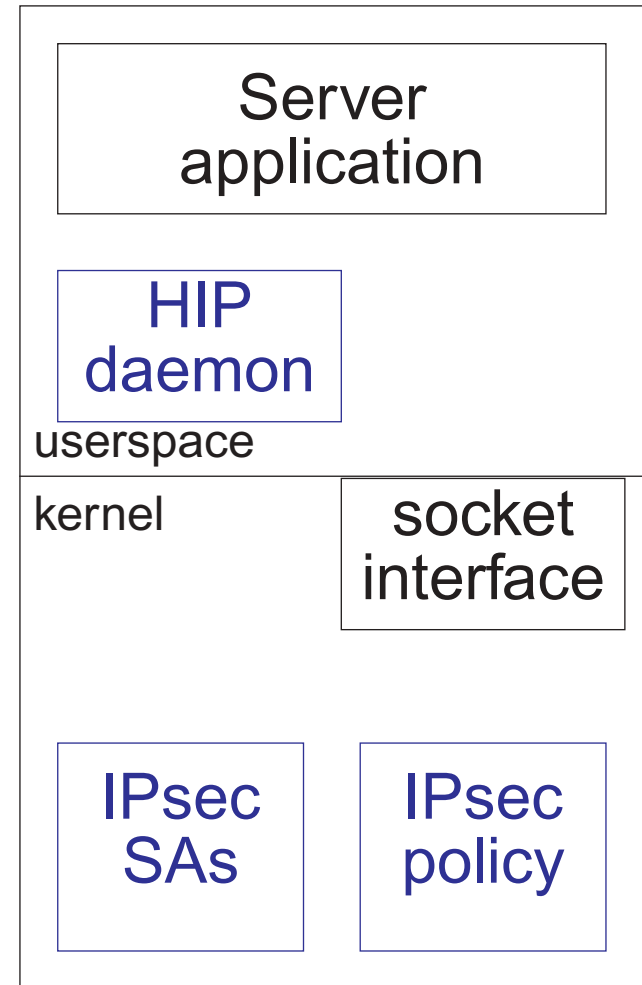 Server
application
HIP
daemon
userspace
kernel
socket
interface
IPsec
SAs
IPsec
policy